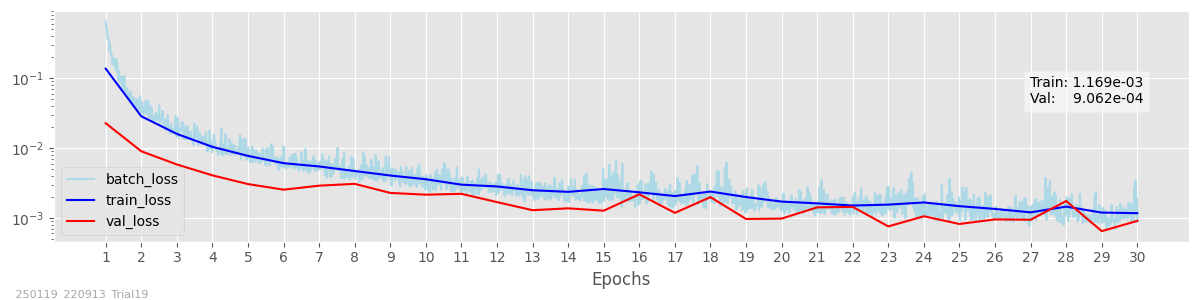 10⁻¹
10⁻²
10⁻³
Train: 1.169e-03
Val: 9.062e-04
batch_loss
train_loss
val_loss
1 2 3 4 5 6 7 8 9 10 11 12 13 14 15 16 17 18 19 20 21 22 23 24 25 26 27 28 29 30
Epochs
250119_220913_Trial19